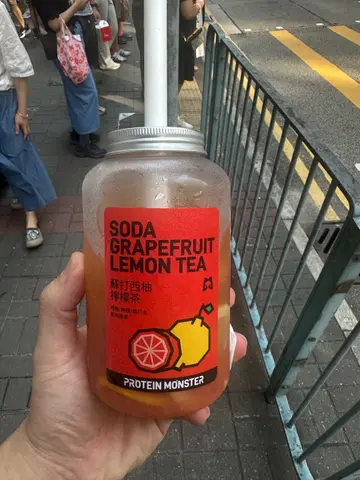 SODA
GRAPEFRUIT
LEMON TEA
蘇打西柚
檸檬茶
PROTEIN MONSTER